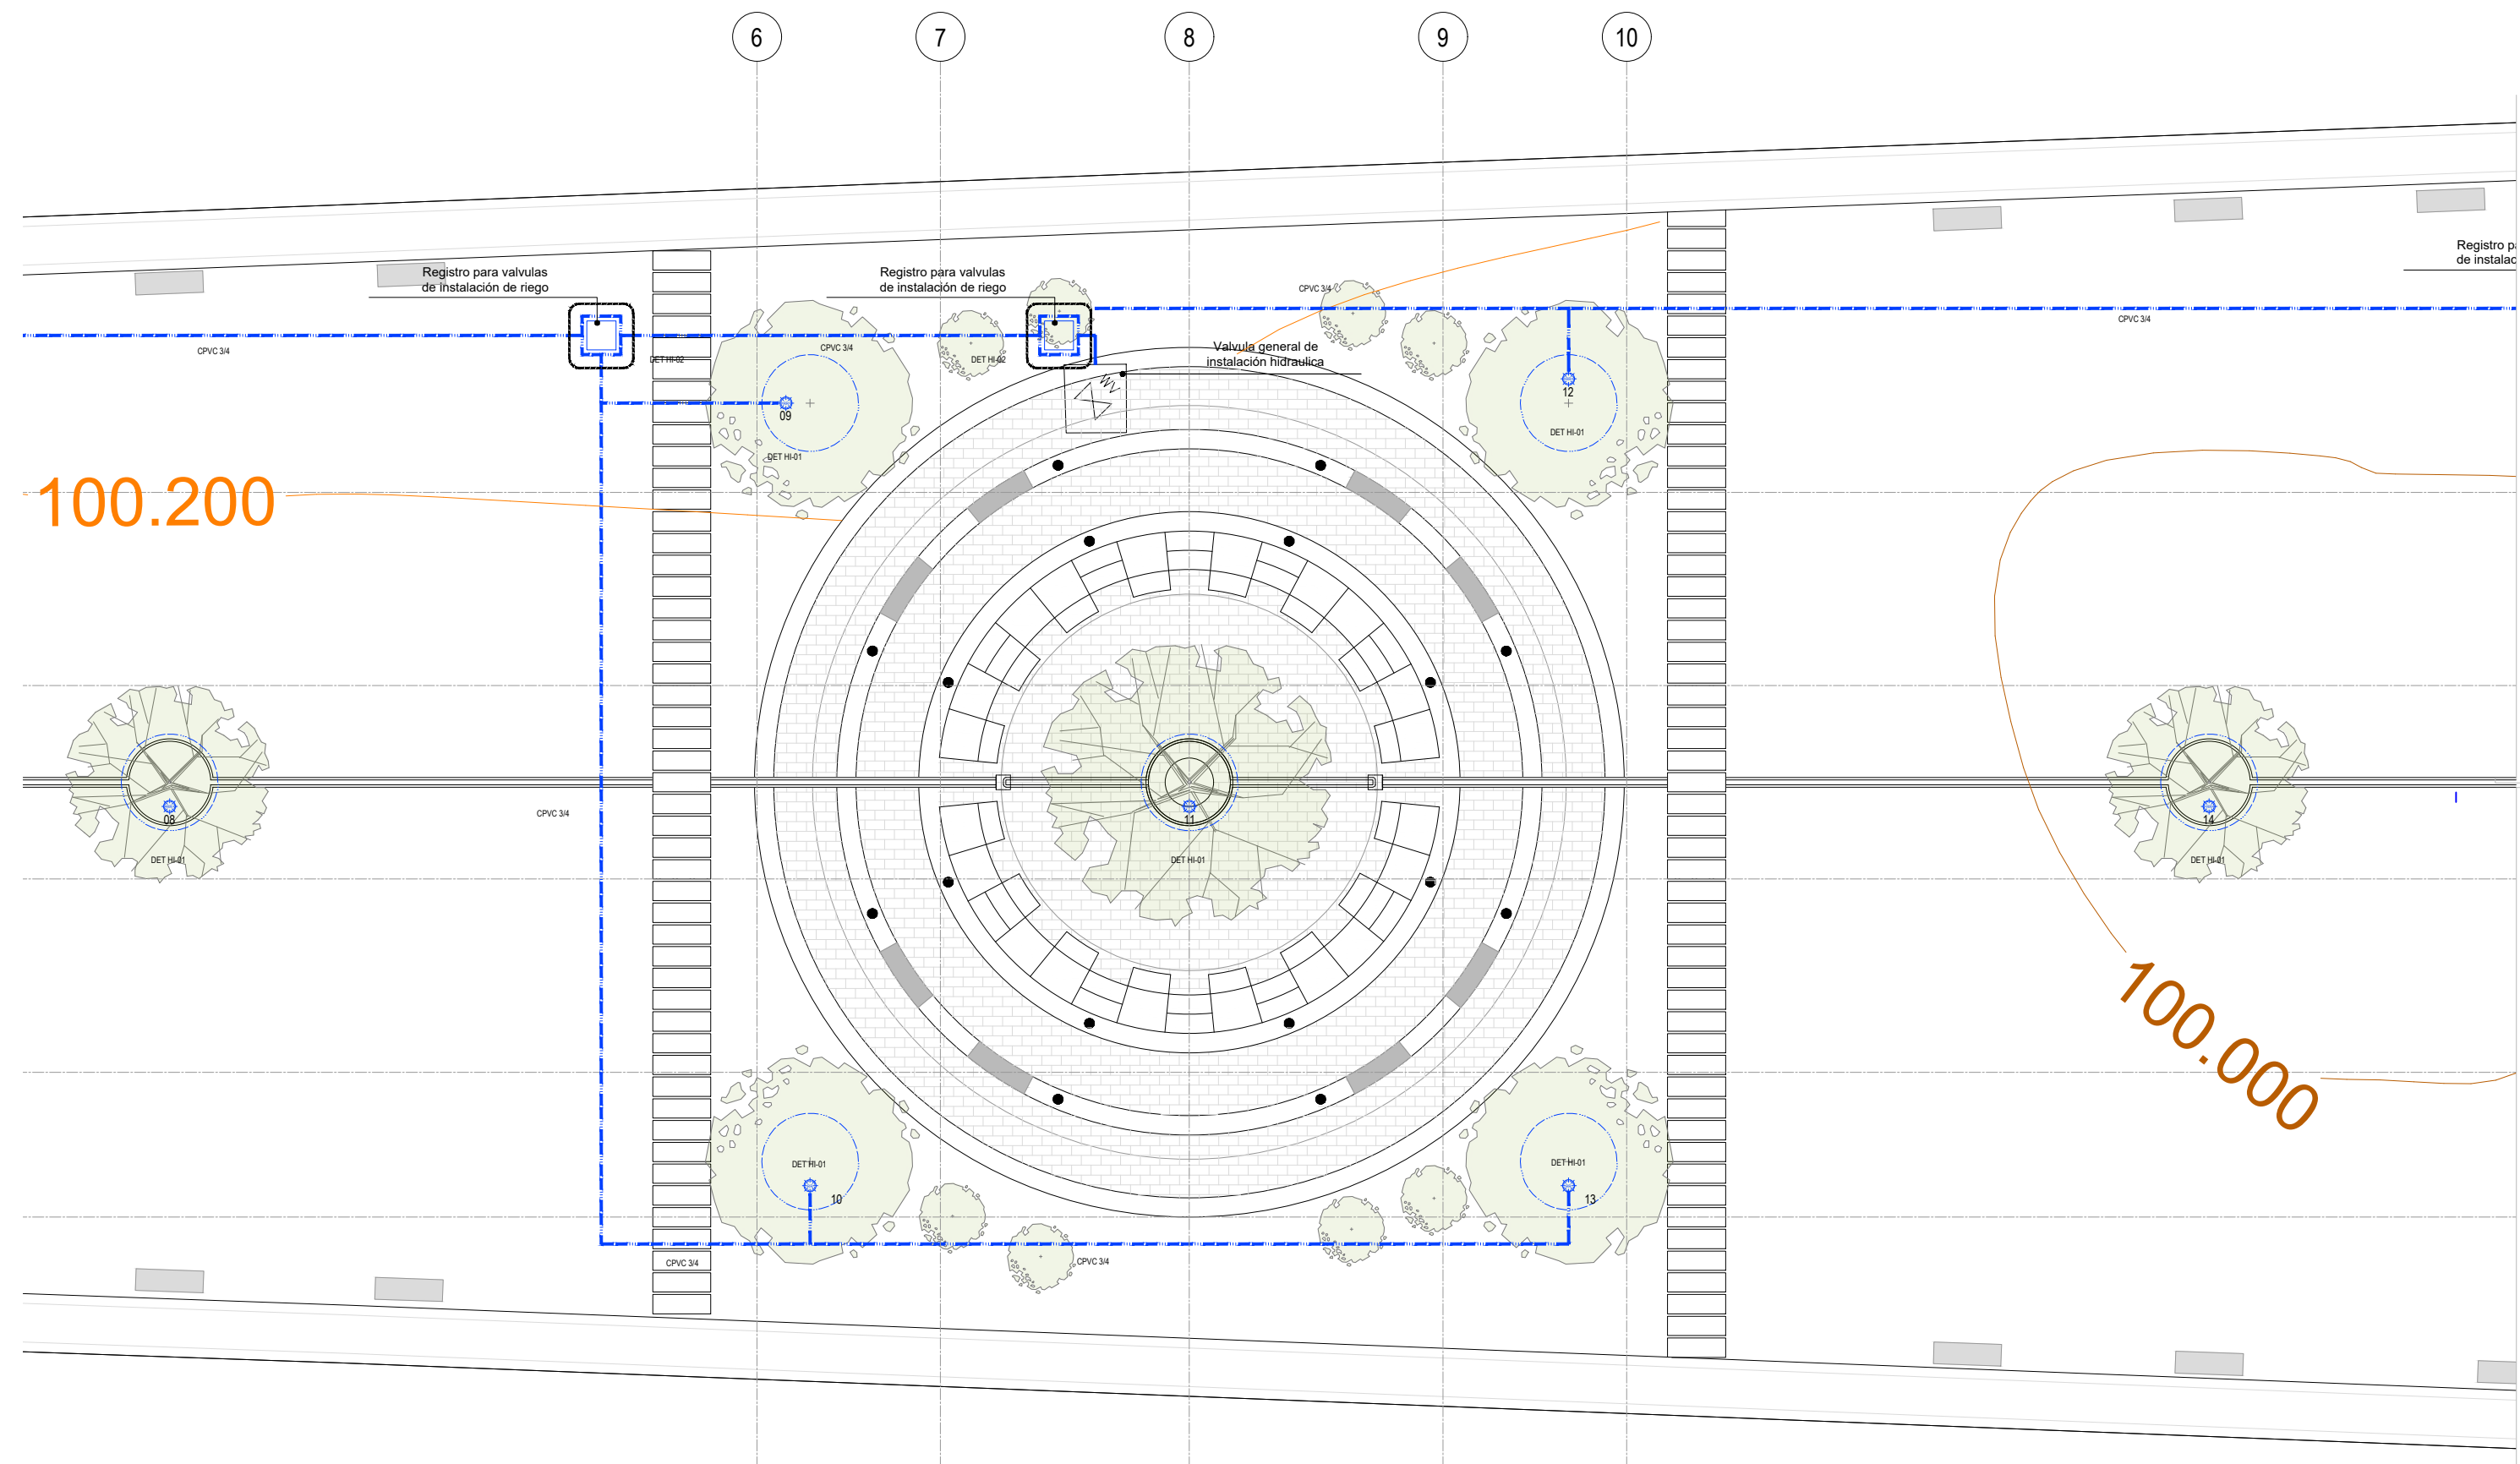 6
7
8
9
10
Registro para valvulas
de instalación de riego
Registro para valvulas
de instalación de riego
CPVC 3/4
Registro p
de instalac
CPVC 3/4
CPVC 3/4
DET HI-02
CPVC 3/4
DET HI-02
Valvula general de
instalación hidraulica
09
12
DET HI-01
DET HI-01
100.200
CPVC 3/4
08
11
14
DET HI-01
DET HI-01
DET HI-01
100.000
DET HI-01
DET HI-01
10
13
CPVC 3/4
CPVC 3/4